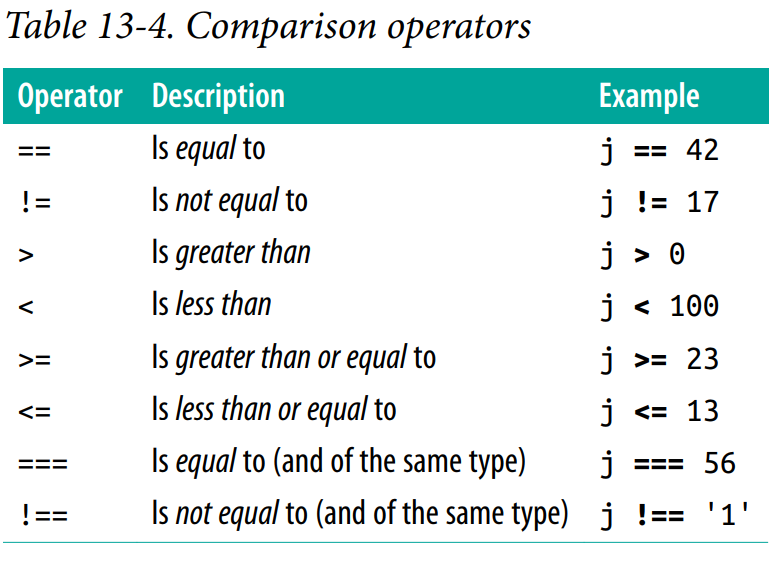 Table 13-4. Comparison operators
Operator Description Example
== Is equal to j == 42
!= Is not equal to j != 17
> Is greater than j > 0
< Is less than j < 100
>= Is greater than or equal to j >= 23
<= Is less than or equal to j <= 13
=== Is equal to (and of the same type) j === 56
!== Is not equal to (and of the same type) j !== '1'